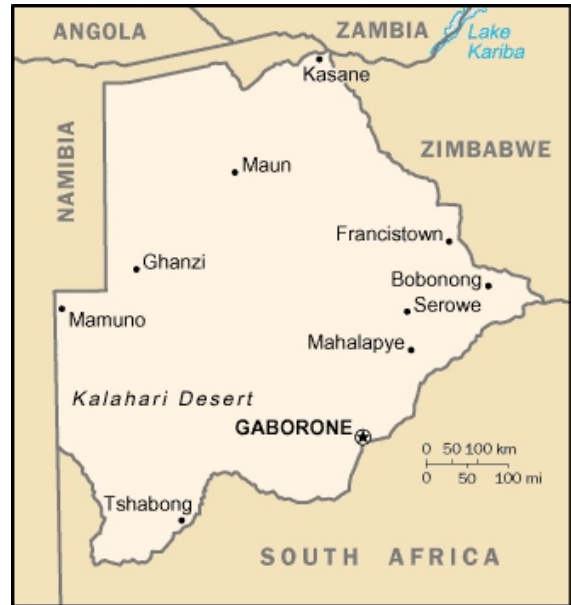 ANGOLA
ZAMBIA
Lake
Kariba
Kasane
NAMIBIA
ZIMBABWE
Maun
Francistown
Ghanzi
Bobonong
Mamuno
Serowe
Mahalapye
Kalahari Desert
GABORONE
0 50 100 km
0 50 100 mi
Tshabong
SOUTH AFRICA